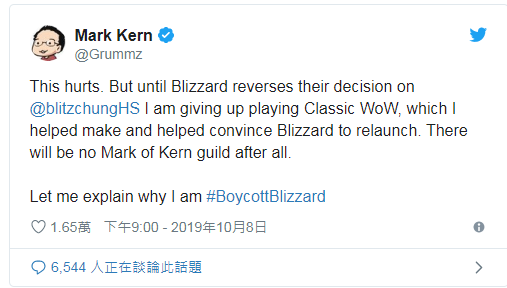 Mark Kern
@Grummz
This hurts. But until Blizzard reverses their decision on
@blitzchungHS I am giving up playing Classic WoW, which I
helped make and helped convince Blizzard to relaunch. There
will be no Mark of Kern guild after all.
Let me explain why I am #BoycottBlizzard
1.65萬 下午9:00 - 2019年10月8日
6,544 人正在談論此話題